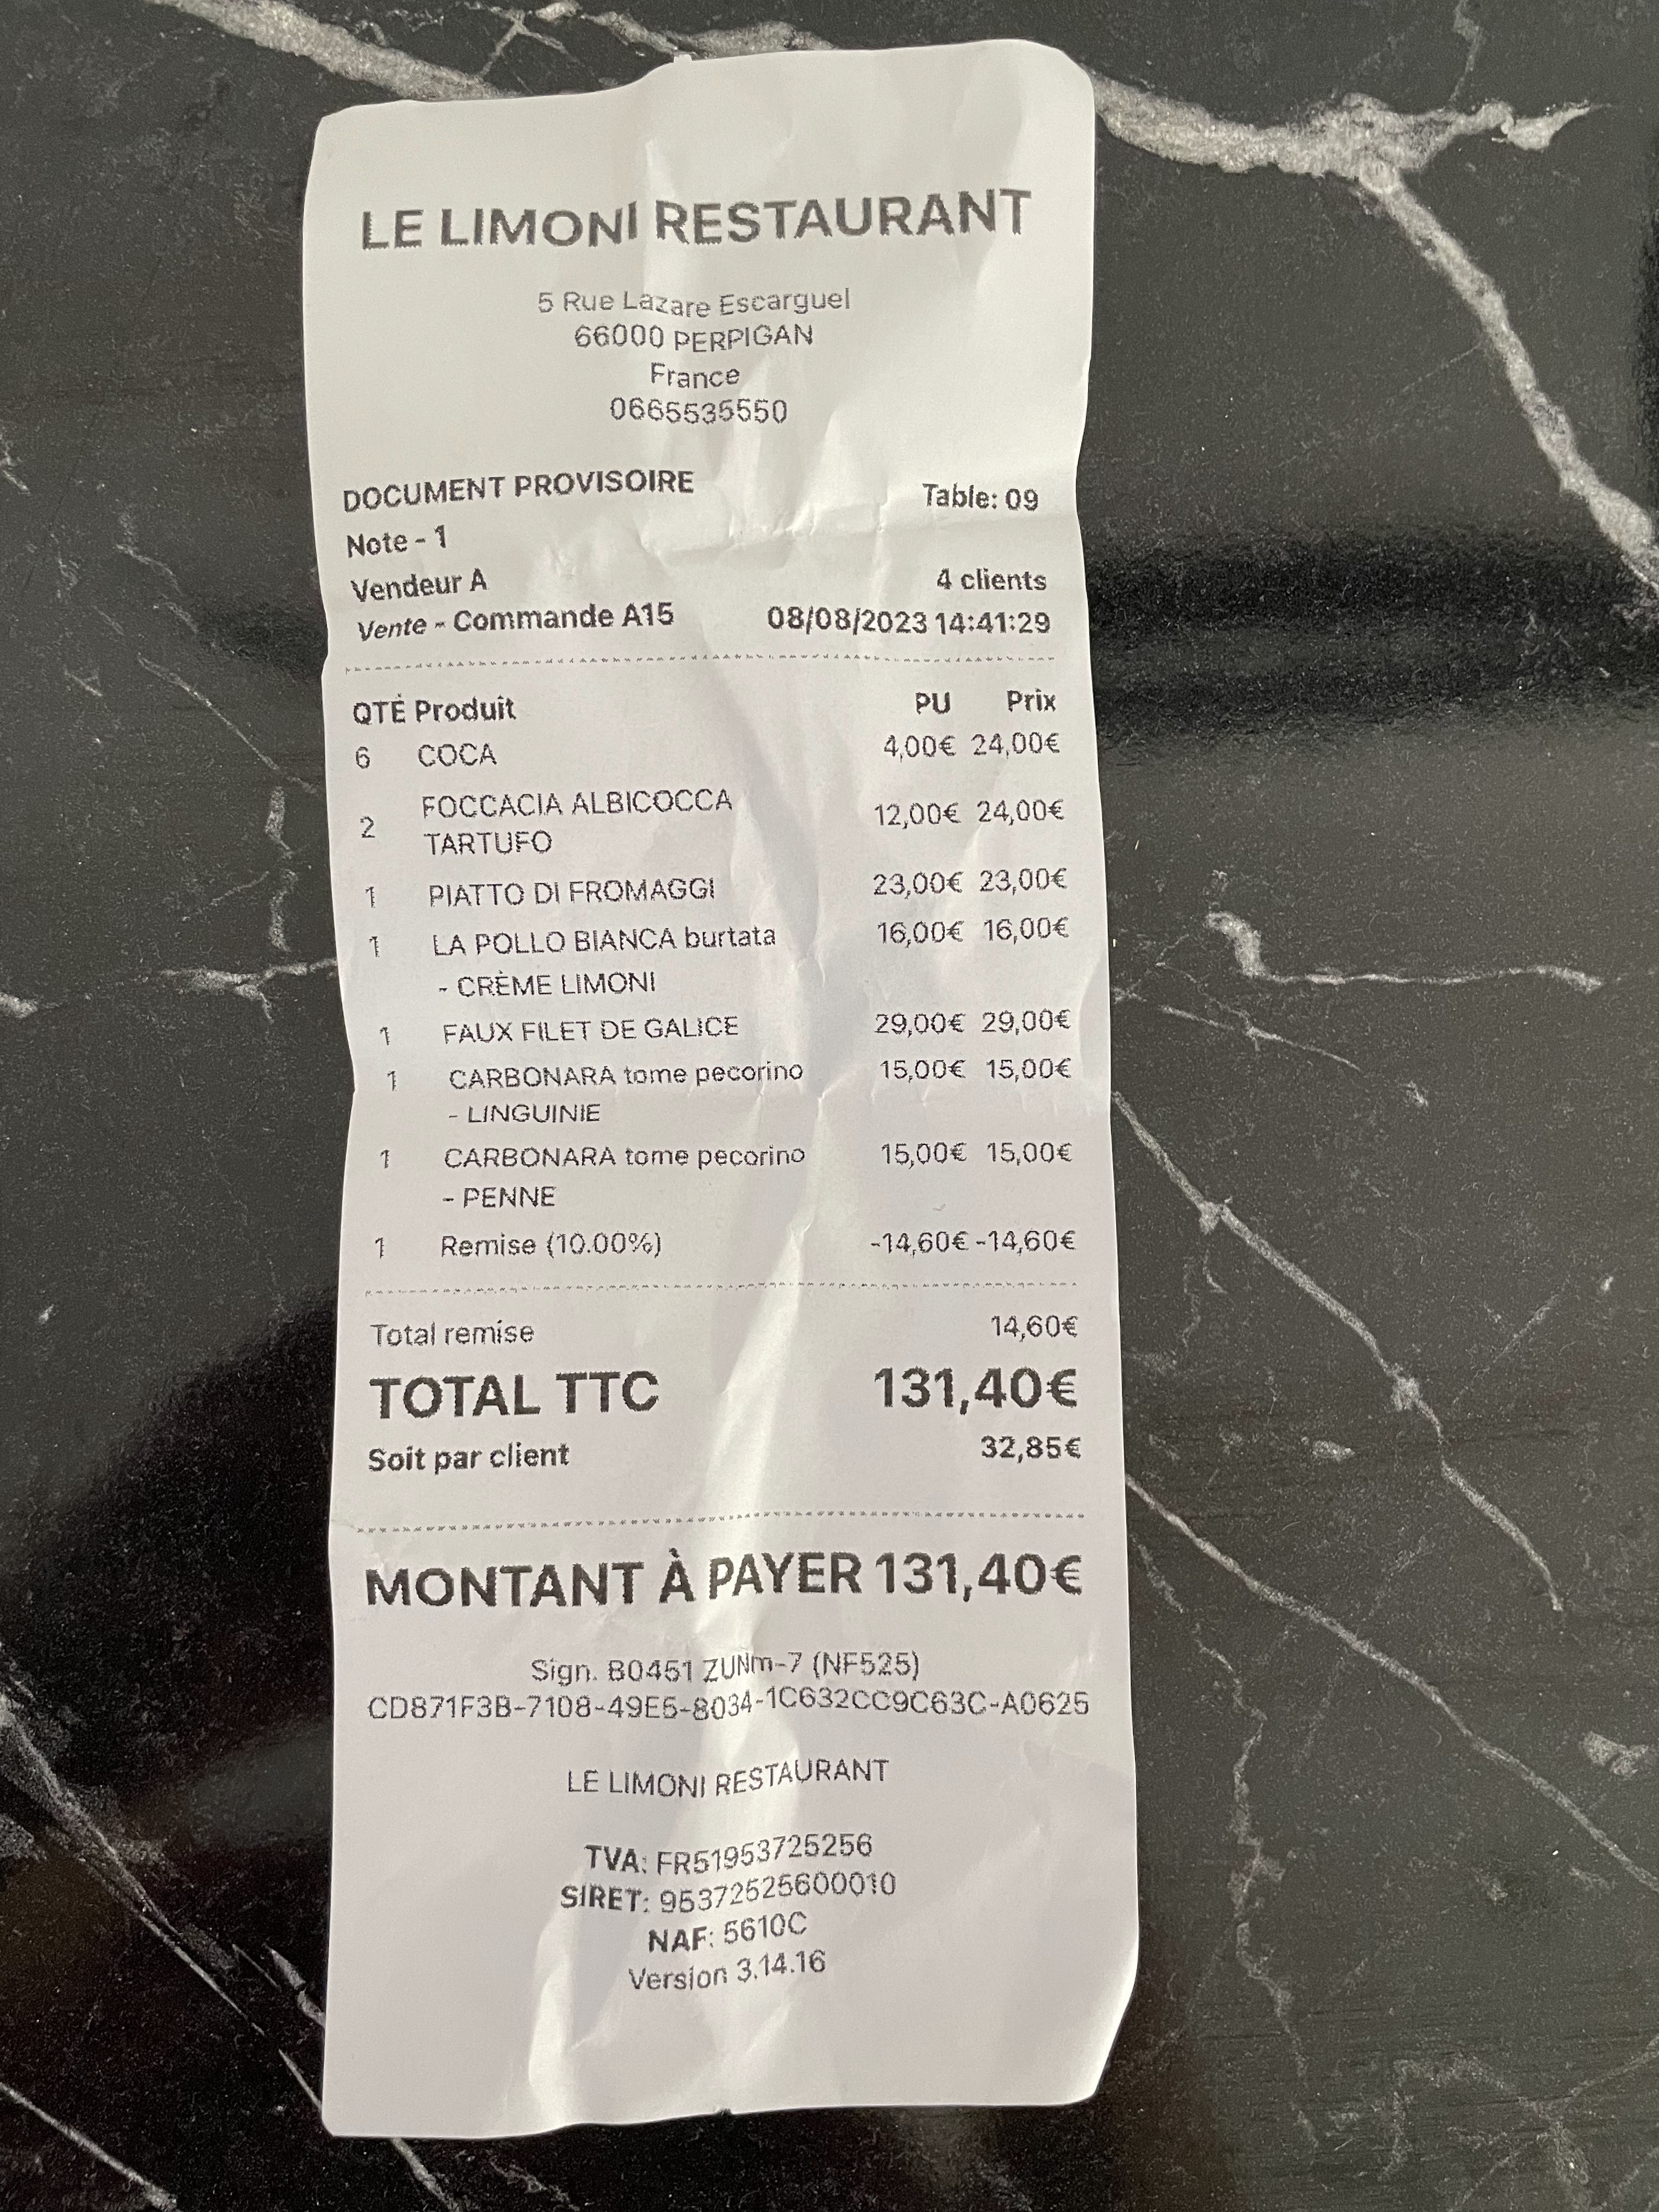 LE LIMONI RESTAURANT
5 Rue Lazare Escarguel
66000 PERPIGAN
France
0665535550
DOCUMENT PROVISOIRE Table: 09
Note - 1
Vendeur A 4 clients
Vente - Commande A15 08/08/2023 14:41:29
QTÉ Produit PU Prix
6 COCA 4,00€ 24,00€
2 FOCCACIA ALBICOCCA TARTUFO 12,00€ 24,00€
1 PIATTO DI FROMAGGI 23,00€ 23,00€
1 LA POLLO BIANCA burtata 16,00€ 16,00€
- CRÈME LIMONI
1 FAUX FILET DE GALICE 29,00€ 29,00€
1 CARBONARA tome pecorino 15,00€ 15,00€
- LINGUINIE
1 CARBONARA tome pecorino 15,00€ 15,00€
- PENNE
1 Remise (10.00%) -14,60€ -14,60€
Total remise 14,60€
TOTAL TTC 131,40€
Soit par client 32,85€
MONTANT À PAYER 131,40€
Sign. B0451 ZUNm-7 (NF525)
CD871F3B-7108-49E5-8034-1C632CC9C63C-A0625
LE LIMONI RESTAURANT
TVA: FR51953725256
SIRET: 95372525600010
NAF: 5610C
Version 3.14.16